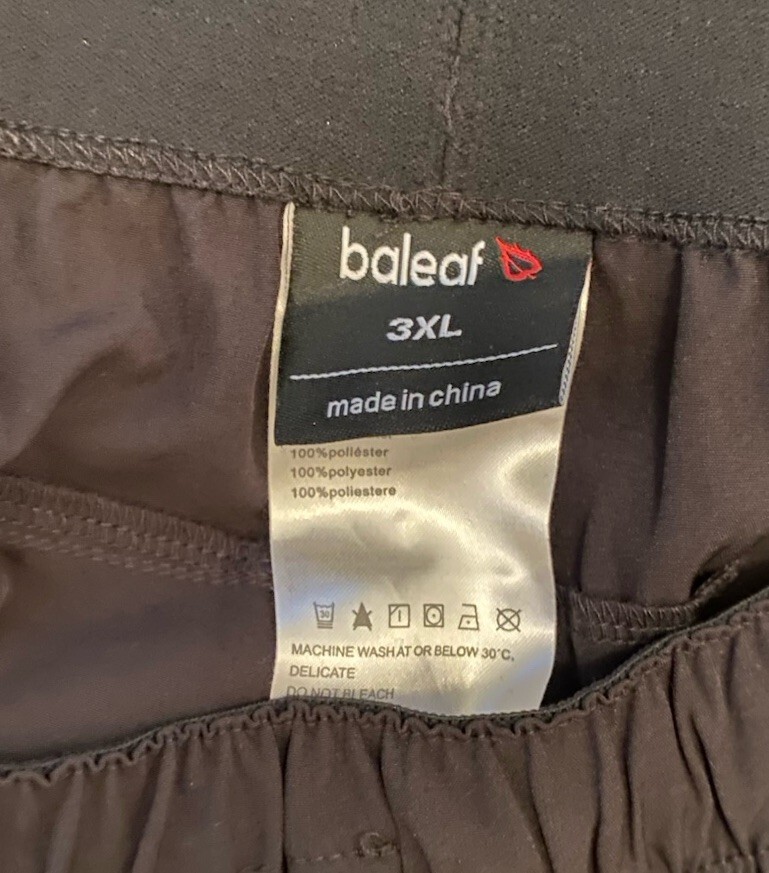 baleaf
3XL
made in china
100%poliéster
100%polyester
100%poliestere
30
MACHINE WASH AT OR BELOW 30°C,
DELICATE
DO NOT BLEACH